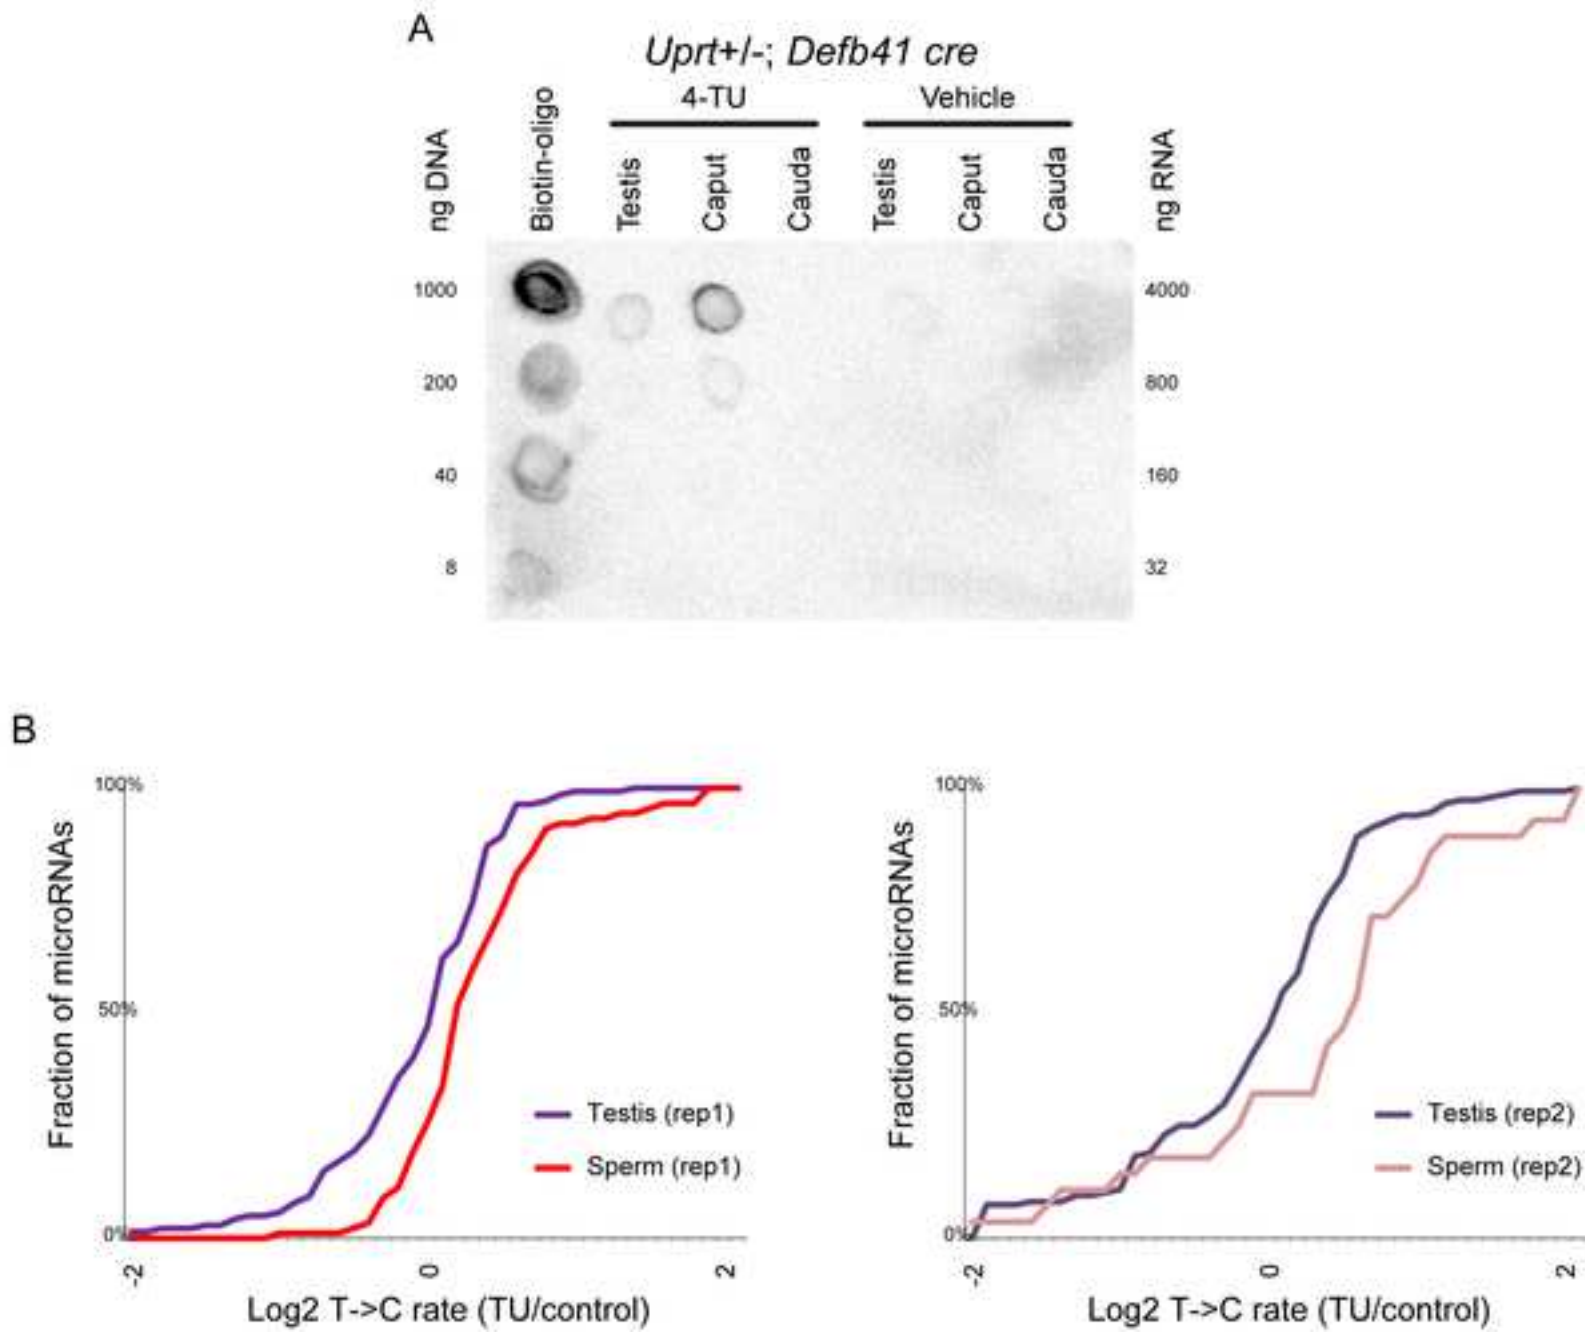 A
Uprt+/-; Defb41 cre
4-TU
Vehicle
ng DNA
Biotin-oligo
Testis
Caput
Cauda
Testis
Caput
Cauda
ng RNA
1000
4000
200
800
40
160
8
32
B
100%
50%
0%
Fraction of microRNAs
Testis (rep1)
Sperm (rep1)
-2
0
2
Log2 T->C rate (TU/control)
100%
50%
0%
Fraction of microRNAs
Testis (rep2)
Sperm (rep2)
-2
0
2
Log2 T->C rate (TU/control)